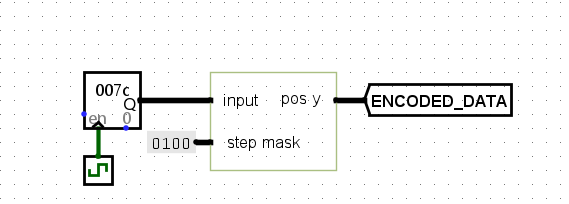 007c
Q
en 0
input
pos y
ENCODED_DATA
0100
step mask